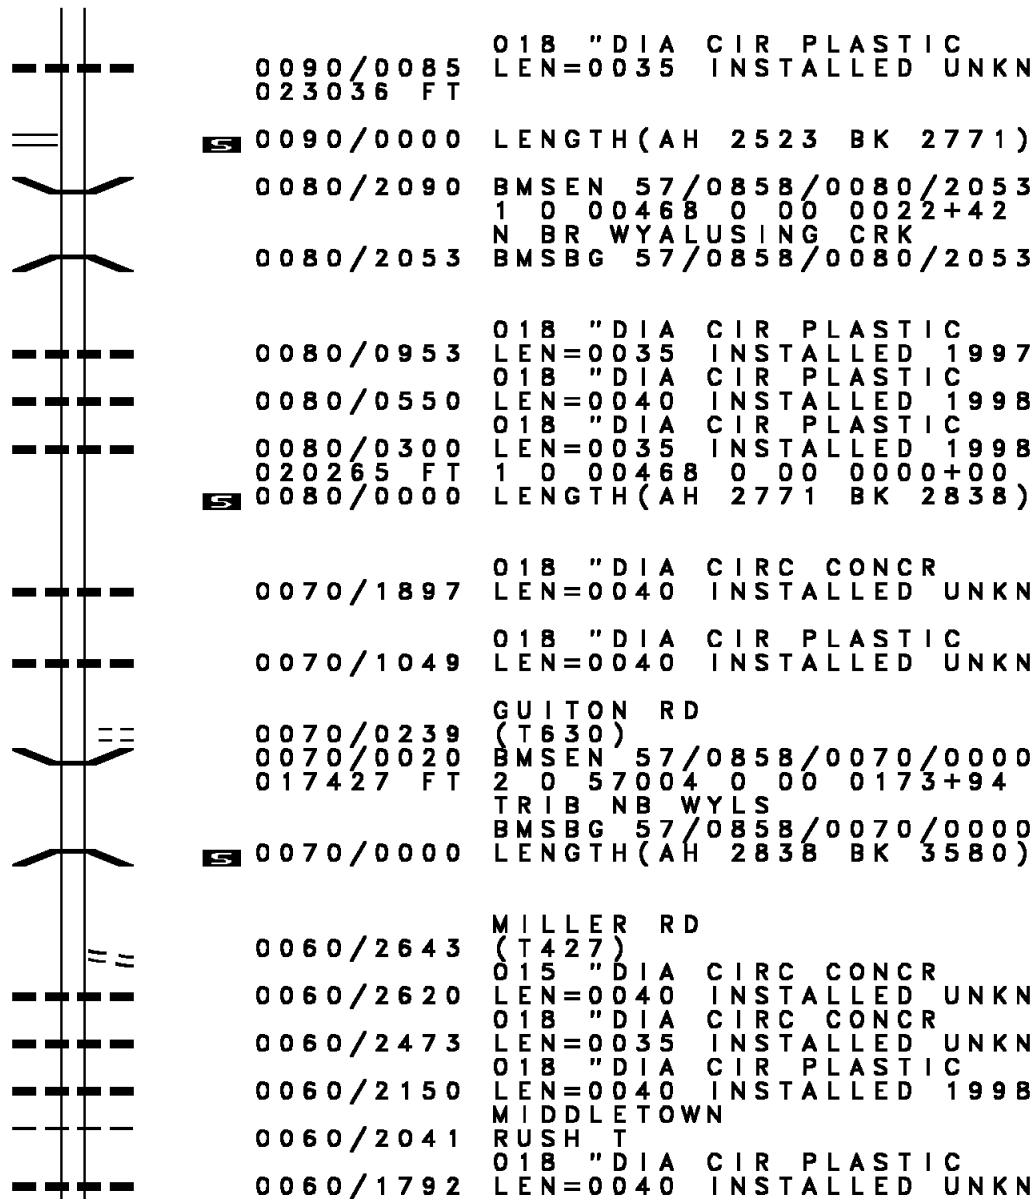 018 "DIA CIR PLASTIC
0090/0085 LEN=0035 INSTALLED UNKN
023036 FT
S 0090/0000 LENGTH(AH 2523 BK 2771)
0080/2090 BMSEN 57/0858/0080/2053
1 0 00468 0 00 0022+42
N BR WYALUSING CRK
0080/2053 BMSBG 57/0858/0080/2053
018 "DIA CIR PLASTIC
0080/0953 LEN=0035 INSTALLED 1997
018 "DIA CIR PLASTIC
0080/0550 LEN=0040 INSTALLED 1998
018 "DIA CIR PLASTIC
0080/0300 LEN=0035 INSTALLED 1998
020265 FT 1 0 00468 0 00 0000+00
S 0080/0000 LENGTH(AH 2771 BK 2838)
018 "DIA CIRC CONCR
0070/1897 LEN=0040 INSTALLED UNKN
018 "DIA CIR PLASTIC
0070/1049 LEN=0040 INSTALLED UNKN
GUITON RD
0070/0239 (T630)
0070/0020 BMSEN 57/0858/0070/0000
017427 FT 2 0 57004 0 00 0173+94
TRIB NB WYLS
BMSBG 57/0858/0070/0000
S 0070/0000 LENGTH(AH 2838 BK 3580)
MILLER RD
0060/2643 (T427)
015 "DIA CIRC CONCR
0060/2620 LEN=0040 INSTALLED UNKN
018 "DIA CIRC CONCR
0060/2473 LEN=0035 INSTALLED UNKN
018 "DIA CIR PLASTIC
0060/2150 LEN=0040 INSTALLED 1998
MIDDLETOWN
0060/2041 RUSH T
018 "DIA CIR PLASTIC
0060/1792 LEN=0040 INSTALLED UNKN